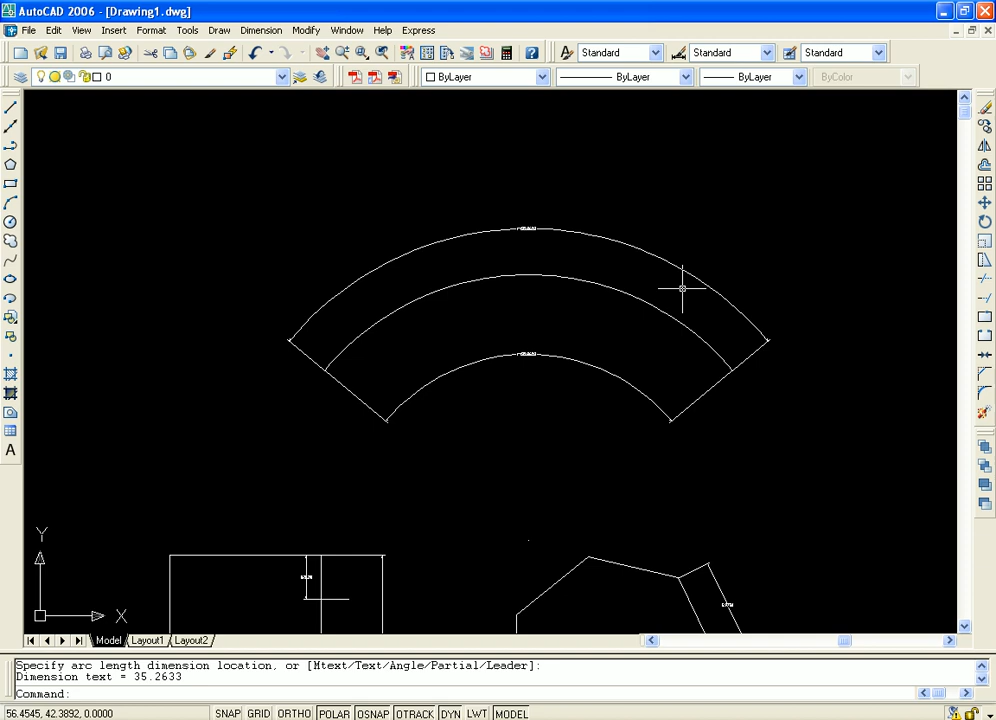 AutoCAD 2006 - [Drawing1.dwg]
File Edit View Insert Format Tools Draw Dimension Modify Window Help Express
Standard Standard Standard
0 ByLayer ByLayer ByLayer ByColor
A
Y
X
Model Layout1 Layout2
Specify arc length dimension location, or [Mtext/Text/Angle/Partial/Leader]:
Dimension text = 35.2633
Command:
56.4545, 42.3892, 0.0000 SNAP GRID ORTHO POLAR OSNAP OTRACK DYN LWT MODEL